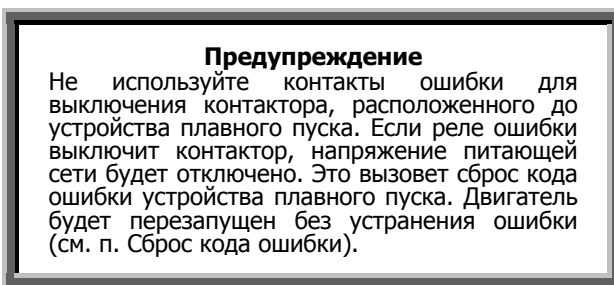 Предупреждение
Не используйте контакты ошибки для
выключения контактора, расположенного до
устройства плавного пуска. Если реле ошибки
выключит контактор, напряжение питающей
сети будет отключено. Это вызовет сброс кода
ошибки устройства плавного пуска. Двигатель
будет перезапущен без устранения ошибки
(см. п. Сброс кода ошибки).